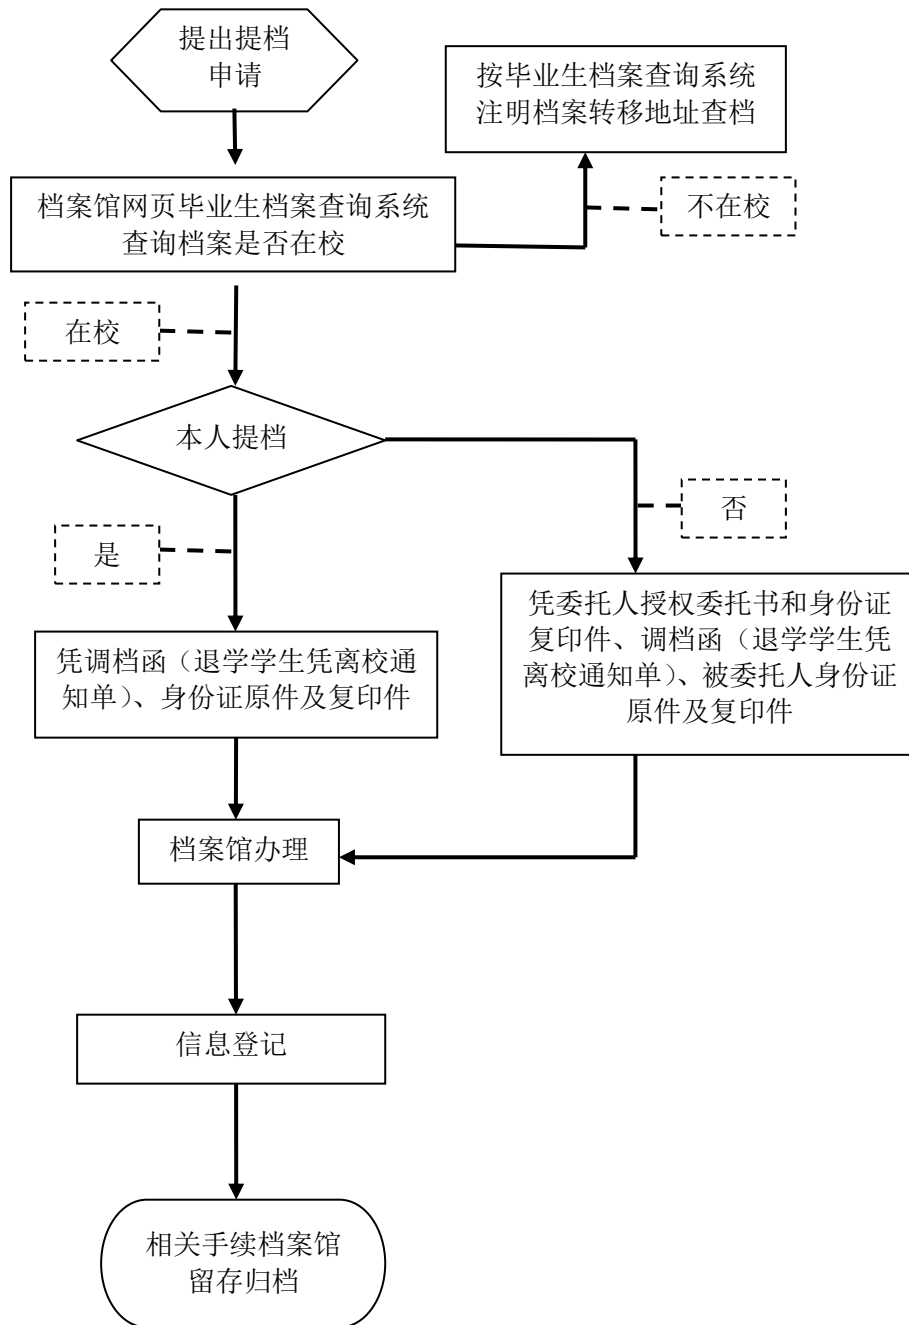 提出提档
申请
按毕业生档案查询系统
注明档案转移地址查档
档案馆网页毕业生档案查询系统
查询档案是否在校
不在校
在校
本人提档
否
是
凭委托人授权委托书和身份证
复印件、调档函（退学学生凭
离校通知单）、被委托人身份证
原件及复印件
凭调档函（退学学生凭离校通
知单）、身份证原件及复印件
档案馆办理
信息登记
相关手续档案馆
留存归档